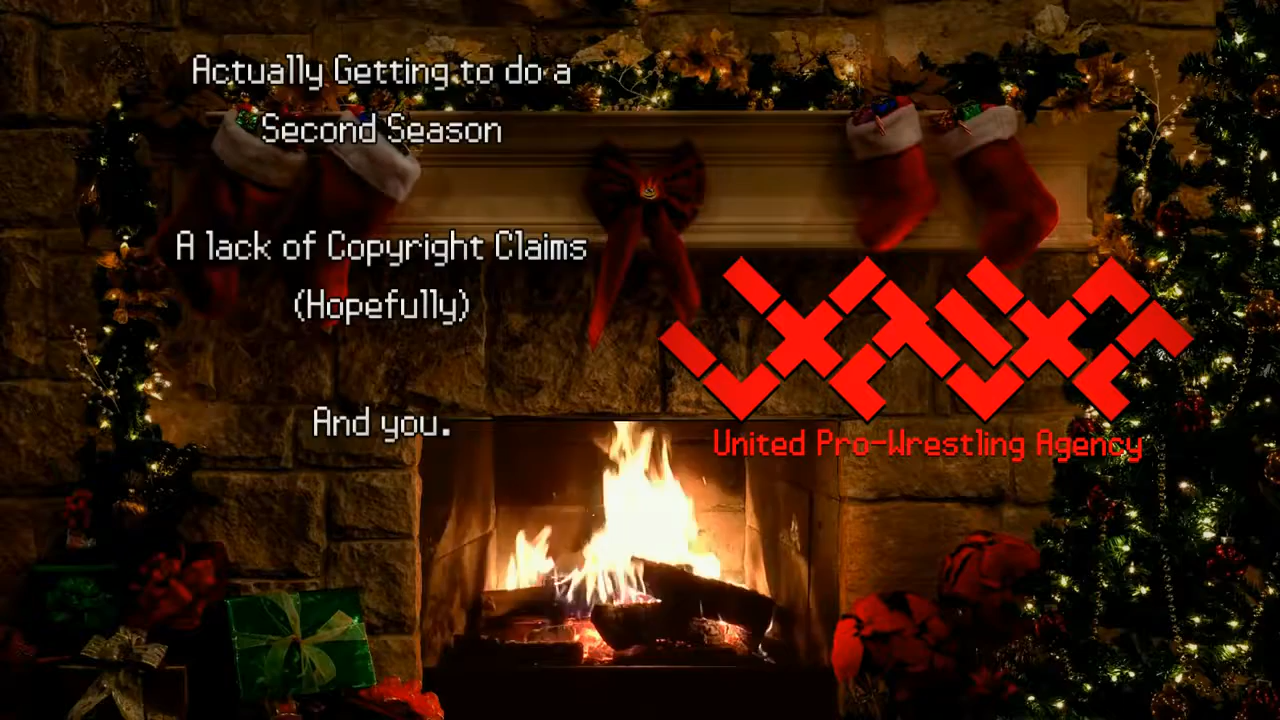 Actually Getting to do a
Second Season
A lack of Copyright Claims
(Hopefully)
And you.
United Pro-Wrestling Agency